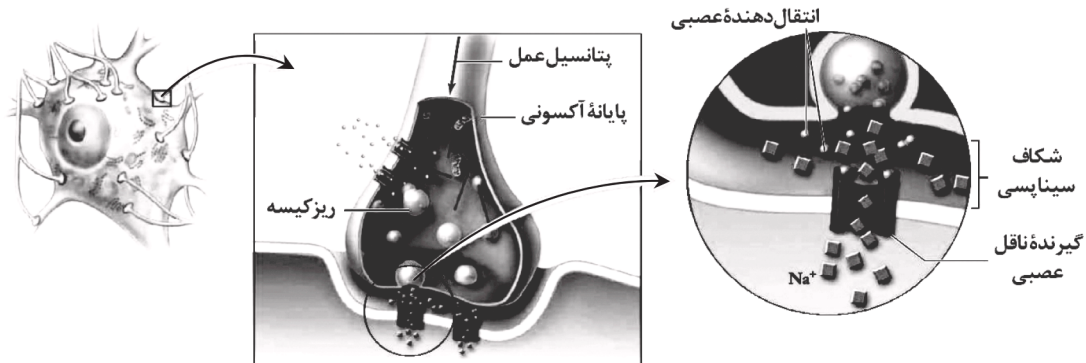 انتقال‌دهندهٔ عصبی
پتانسیل عمل
پایانهٔ آکسونی
ریزکیسه
شکاف
سیناپسی
گیرندهٔ ناقل
عصبی
Na⁺